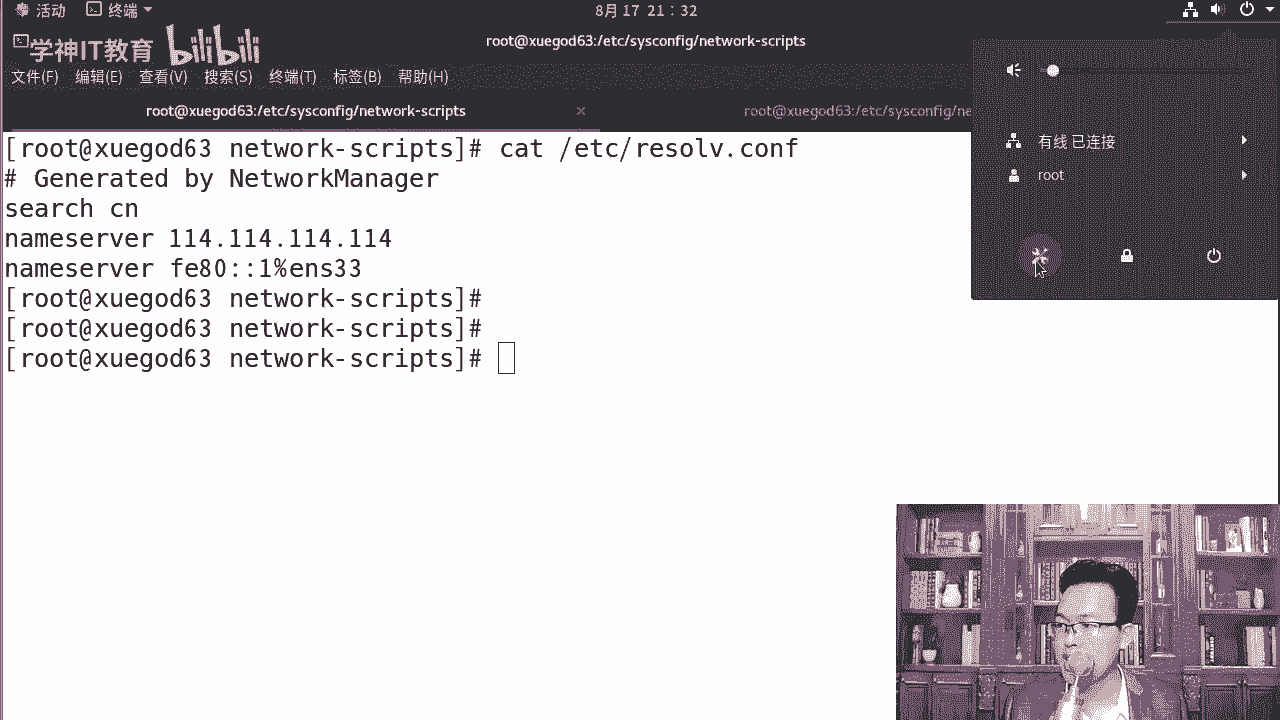 活动 终端 8月 17 21：32
学神IT教育 bilibili root@xuegod63:/etc/sysconfig/network-scripts
文件(F) 编辑(E) 查看(V) 搜索(S) 终端(T) 标签(B) 帮助(H)
root@xuegod63:/etc/sysconfig/network-scripts × root@xuegod63:/etc/sysconfig/ne
[root@xuegod63 network-scripts]# cat /etc/resolv.conf
# Generated by NetworkManager
search cn
nameserver 114.114.114.114
nameserver fe80::1%ens33
[root@xuegod63 network-scripts]#
[root@xuegod63 network-scripts]#
[root@xuegod63 network-scripts]#
有线 已连接
root